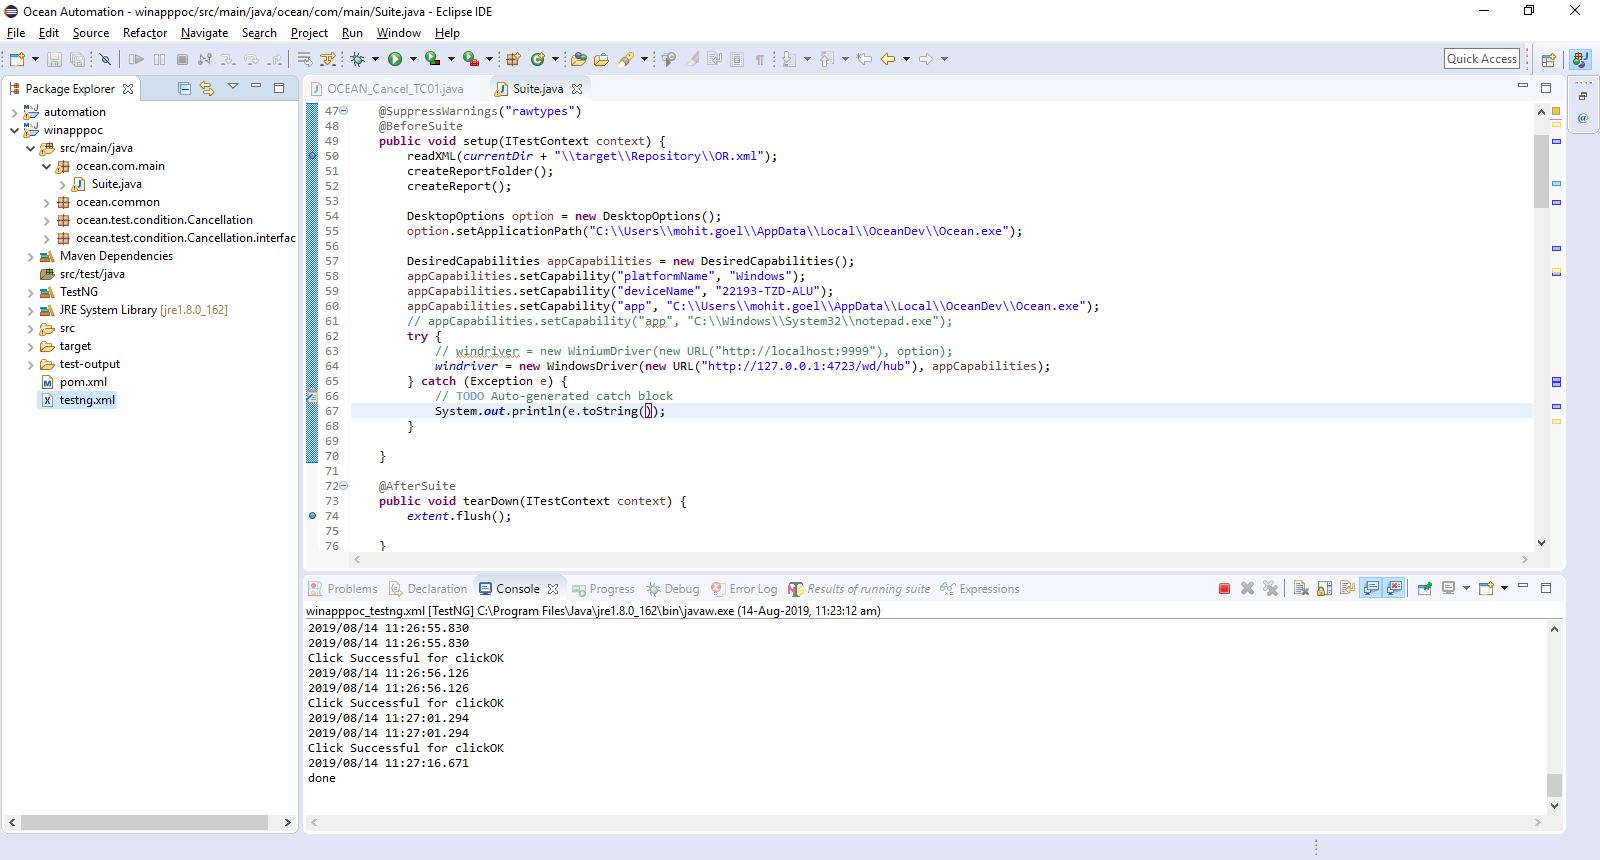 Ocean Automation - winapppoc/src/main/java/ocean/com/main/Suite.java - Eclipse IDE
File Edit Source Refactor Navigate Search Project Run Window Help
Quick Access
Package Explorer
automation
winapppoc
src/main/java
ocean.com.main
Suite.java
ocean.common
ocean.test.condition.Cancellation
ocean.test.condition.Cancellation.interfac
Maven Dependencies
src/test/java
TestNG
JRE System Library [jre1.8.0_162]
src
target
test-output
pom.xml
testng.xml
OCEAN_Cancel_TC01.java Suite.java
47 @SuppressWarnings("rawtypes")
48 @BeforeSuite
49 public void setup(ITestContext context) {
50 readXML(currentDir + "\\target\\Repository\\OR.xml");
51 createReportFolder();
52 createReport();
53
54 DesktopOptions option = new DesktopOptions();
55 option.setApplicationPath("C:\\Users\\mohit.goel\\AppData\\Local\\OceanDev\\Ocean.exe");
56
57 DesiredCapabilities appCapabilities = new DesiredCapabilities();
58 appCapabilities.setCapability("platformName", "Windows");
59 appCapabilities.setCapability("deviceName", "22193-TZD-ALU");
60 appCapabilities.setCapability("app", "C:\\Users\\mohit.goel\\AppData\\Local\\OceanDev\\Ocean.exe");
61 // appCapabilities.setCapability("app", "C:\\Windows\\System32\\notepad.exe");
62 try {
63 // windriver = new WiniumDriver(new URL("http://localhost:9999"), option);
64 windriver = new WindowsDriver(new URL("http://127.0.0.1:4723/wd/hub"), appCapabilities);
65 } catch (Exception e) {
66 // TODO Auto-generated catch block
67 System.out.println(e.toString());
68 }
69
70 }
71
72 @AfterSuite
73 public void tearDown(ITestContext context) {
74 extent.flush();
75
76 }
Problems Declaration Console Progress Debug Error Log Results of running suite Expressions
winapppoc_testng.xml [TestNG] C:\Program Files\Java\jre1.8.0_162\bin\javaw.exe (14-Aug-2019, 11:23:12 am)
2019/08/14 11:26:55.830
2019/08/14 11:26:55.830
Click Successful for clickOK
2019/08/14 11:26:56.126
2019/08/14 11:26:56.126
Click Successful for clickOK
2019/08/14 11:27:01.294
2019/08/14 11:27:01.294
Click Successful for clickOK
2019/08/14 11:27:16.671
done